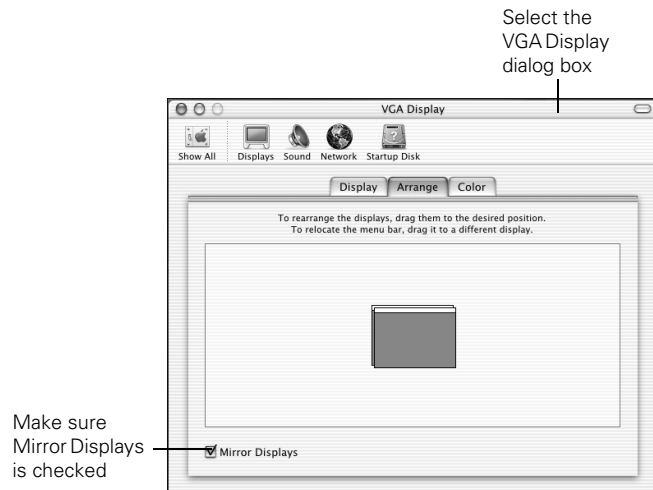 Select the
VGA Display
dialog box
VGA Display
Show All Displays Sound Network Startup Disk
Display Arrange Color
To rearrange the displays, drag them to the desired position.
To relocate the menu bar, drag it to a different display.
Make sure
Mirror Displays
is checked
Mirror Displays